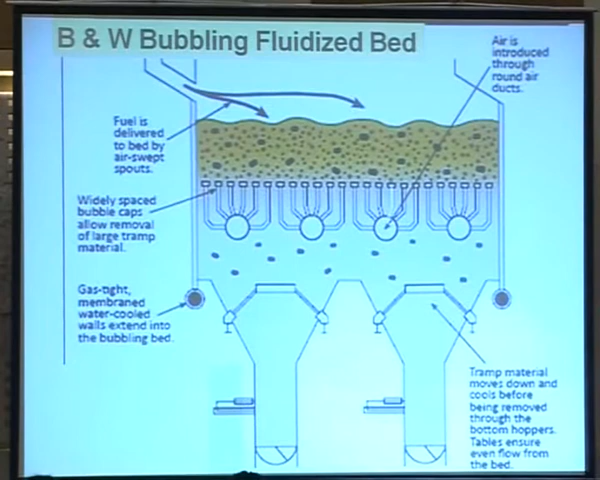 B & W Bubbling Fluidized Bed
Air is
introduced
through
round air
ducts.
Fuel is
delivered
to bed by
air-swept
spouts.
Widely spaced
bubble caps
allow removal
of large tramp
material.
Gas-tight,
membraned
water-cooled
walls extend into
the bubbling bed.
Tramp material
moves down and
cools before
being removed
through the
bottom hoppers.
Tables ensure
even flow from
the bed.